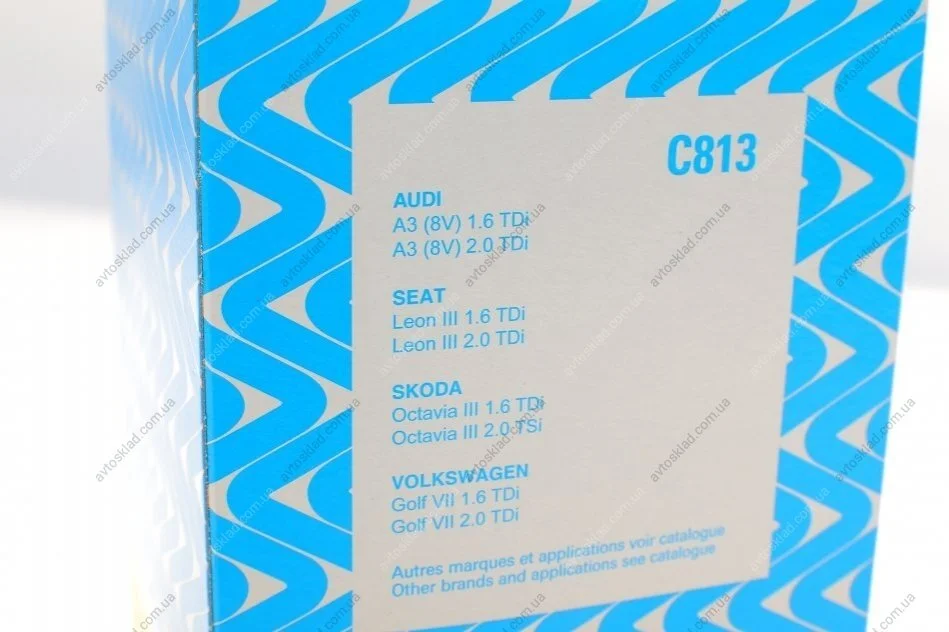 C813
AUDI
A3 (8V) 1.6 TDi
A3 (8V) 2.0 TDi
SEAT
Leon III 1.6 TDi
Leon III 2.0 TDi
SKODA
Octavia III 1.6 TDi
Octavia III 2.0 TSi
VOLKSWAGEN
Golf VII 1.6 TDi
Golf VII 2.0 TDi
Autres marques et applications voir catalogue
Other brands and applications see catalogue
avtosklad.com.ua